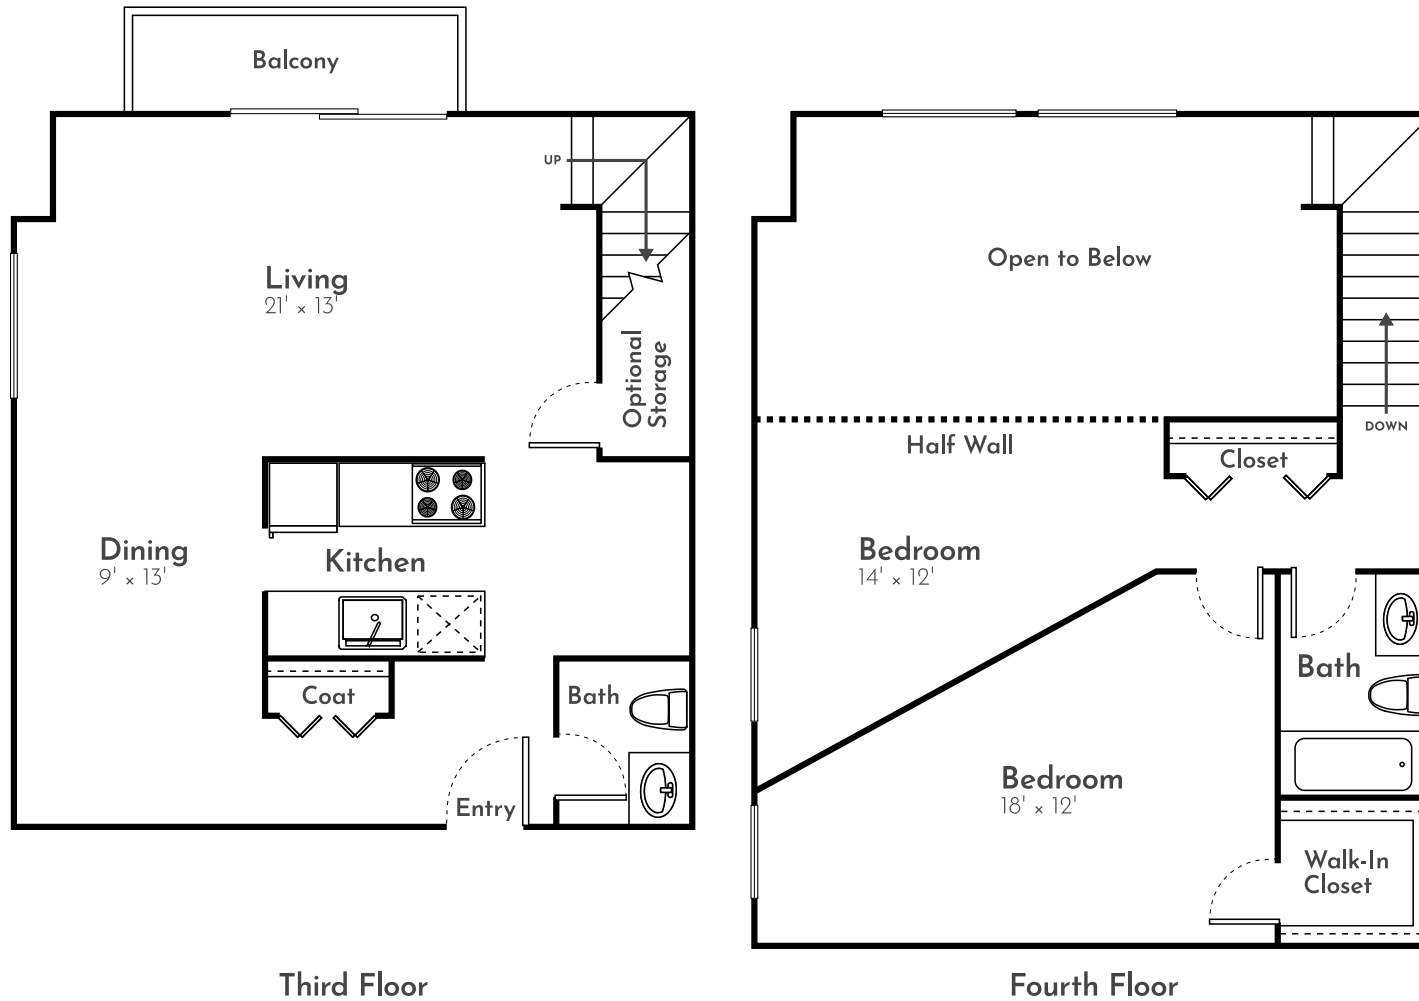 Balcony
UP
Living
21' × 13'
Optional
Storage
Dining
9' × 13'
Kitchen
Coat
Bath
Entry
Third Floor
Open to Below
Half Wall
DOWN
Closet
Bedroom
14' × 12'
Bath
Bedroom
18' × 12'
Walk-In
Closet
Fourth Floor